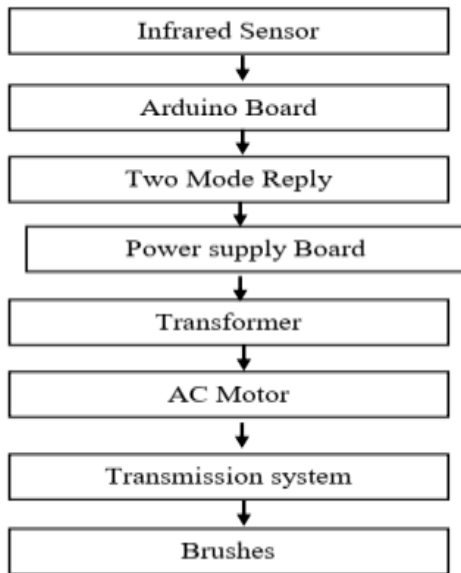 Infrared Sensor
Arduino Board
Two Mode Reply
Power supply Board
Transformer
AC Motor
Transmission system
Brushes